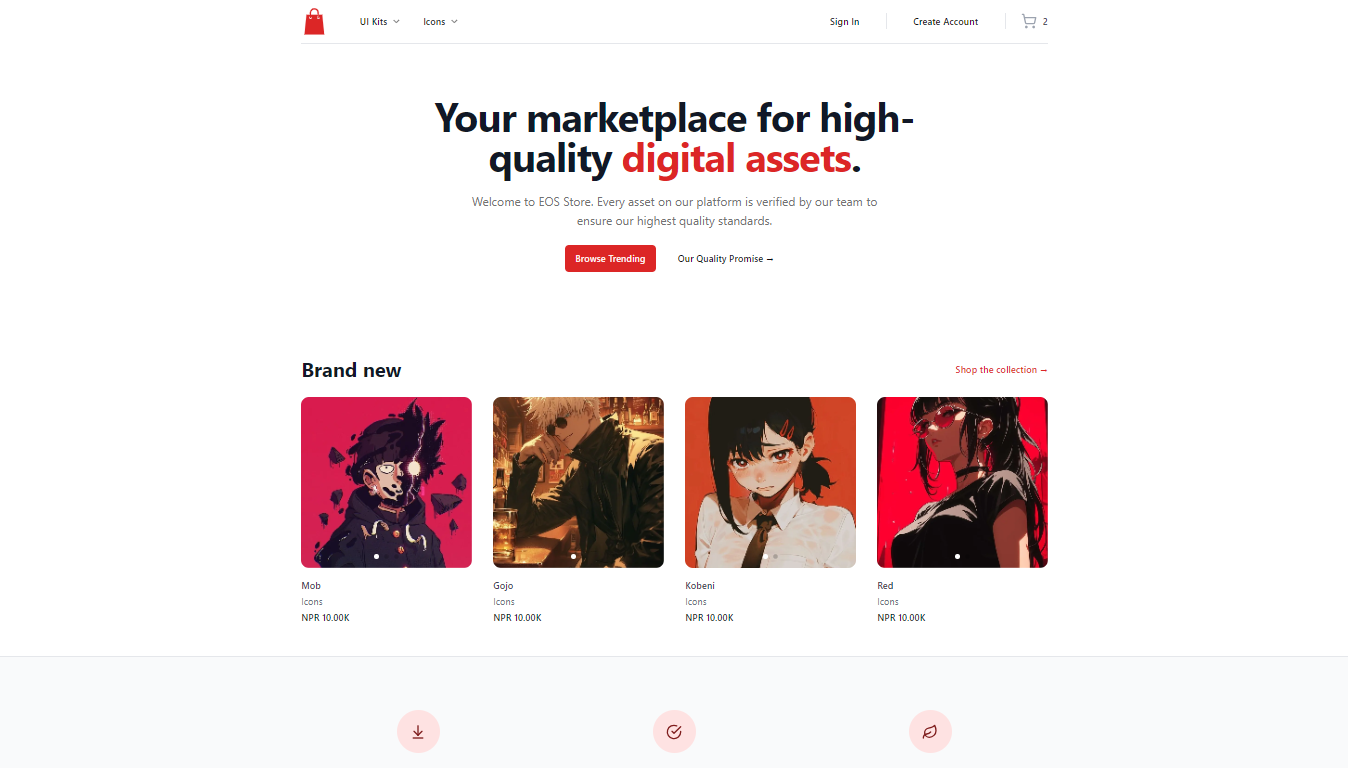 UI Kits
Icons
Sign In
Create Account
2
Your marketplace for high-
quality digital assets.
Welcome to EOS Store. Every asset on our platform is verified by our team to
ensure our highest quality standards.
Browse Trending
Our Quality Promise →
Brand new
Shop the collection →
Mob
Icons
NPR 10.00K
Gojo
Icons
NPR 10.00K
Kobeni
Icons
NPR 10.00K
Red
Icons
NPR 10.00K